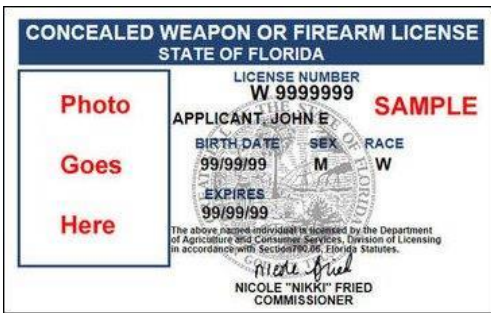 CONCEALED WEAPON OR FIREARM LICENSE
STATE OF FLORIDA
Photo
Goes
Here
LICENSE NUMBER
W 9999999
SAMPLE
APPLICANT, JOHN E
BIRTH DATE SEX RACE
99/99/99 M W
EXPIRES
99/99/99
The above named individual is licensed by the Department
of Agriculture and Consumer Services, Division of Licensing
in accordance with Section790.06, Florida Statutes.
Nicole Fried
NICOLE "NIKKI" FRIED
COMMISSIONER